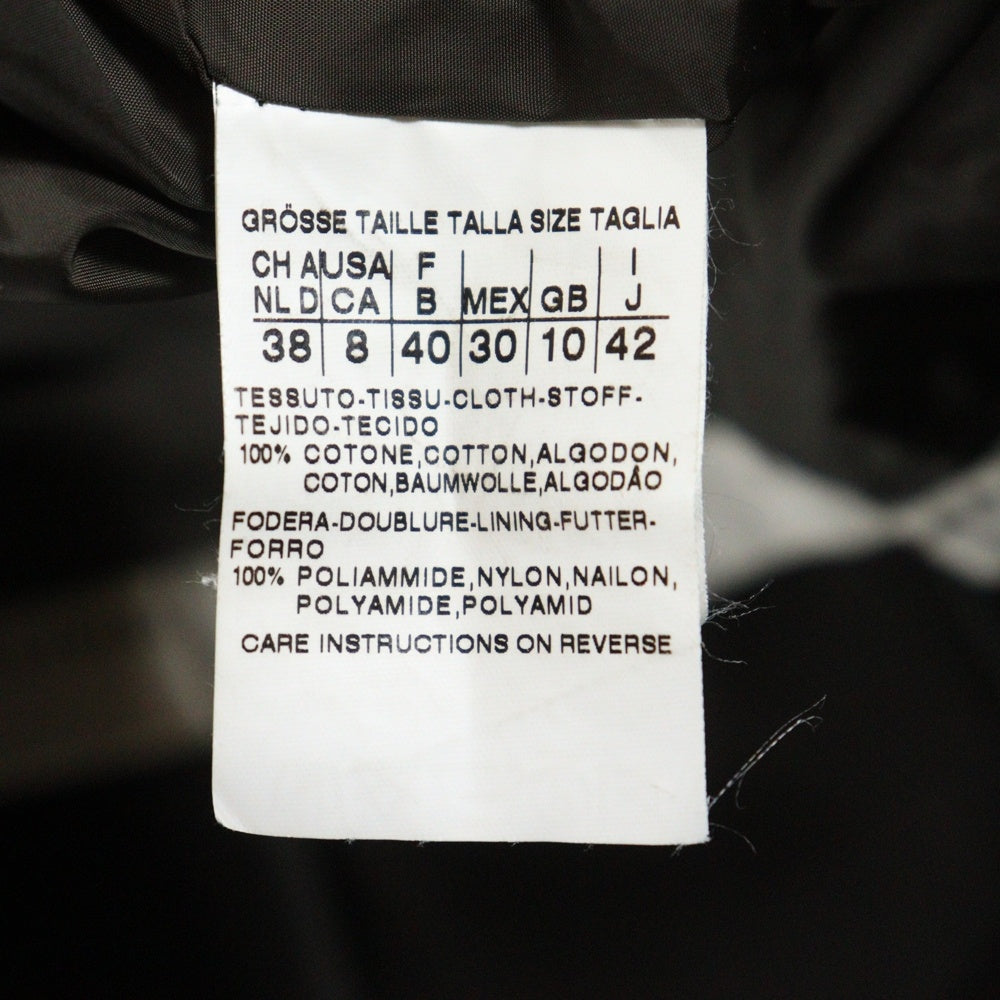 GRÖSSE TAILLE TALLA SIZE TAGLIA
CH A USA F I
NL D CA B MEX GB J
38 8 40 30 10 42
TESSUTO-TISSU-CLOTH-STOFF-
TEJIDO-TECIDO
100% COTONE,COTTON,ALGODON,
COTON,BAUMWOLLE,ALGODÂO
FODERA-DOUBLURE-LINING-FUTTER-
FORRO
100% POLIAMMIDE,NYLON,NAILON,
POLYAMIDE,POLYAMID
CARE INSTRUCTIONS ON REVERSE